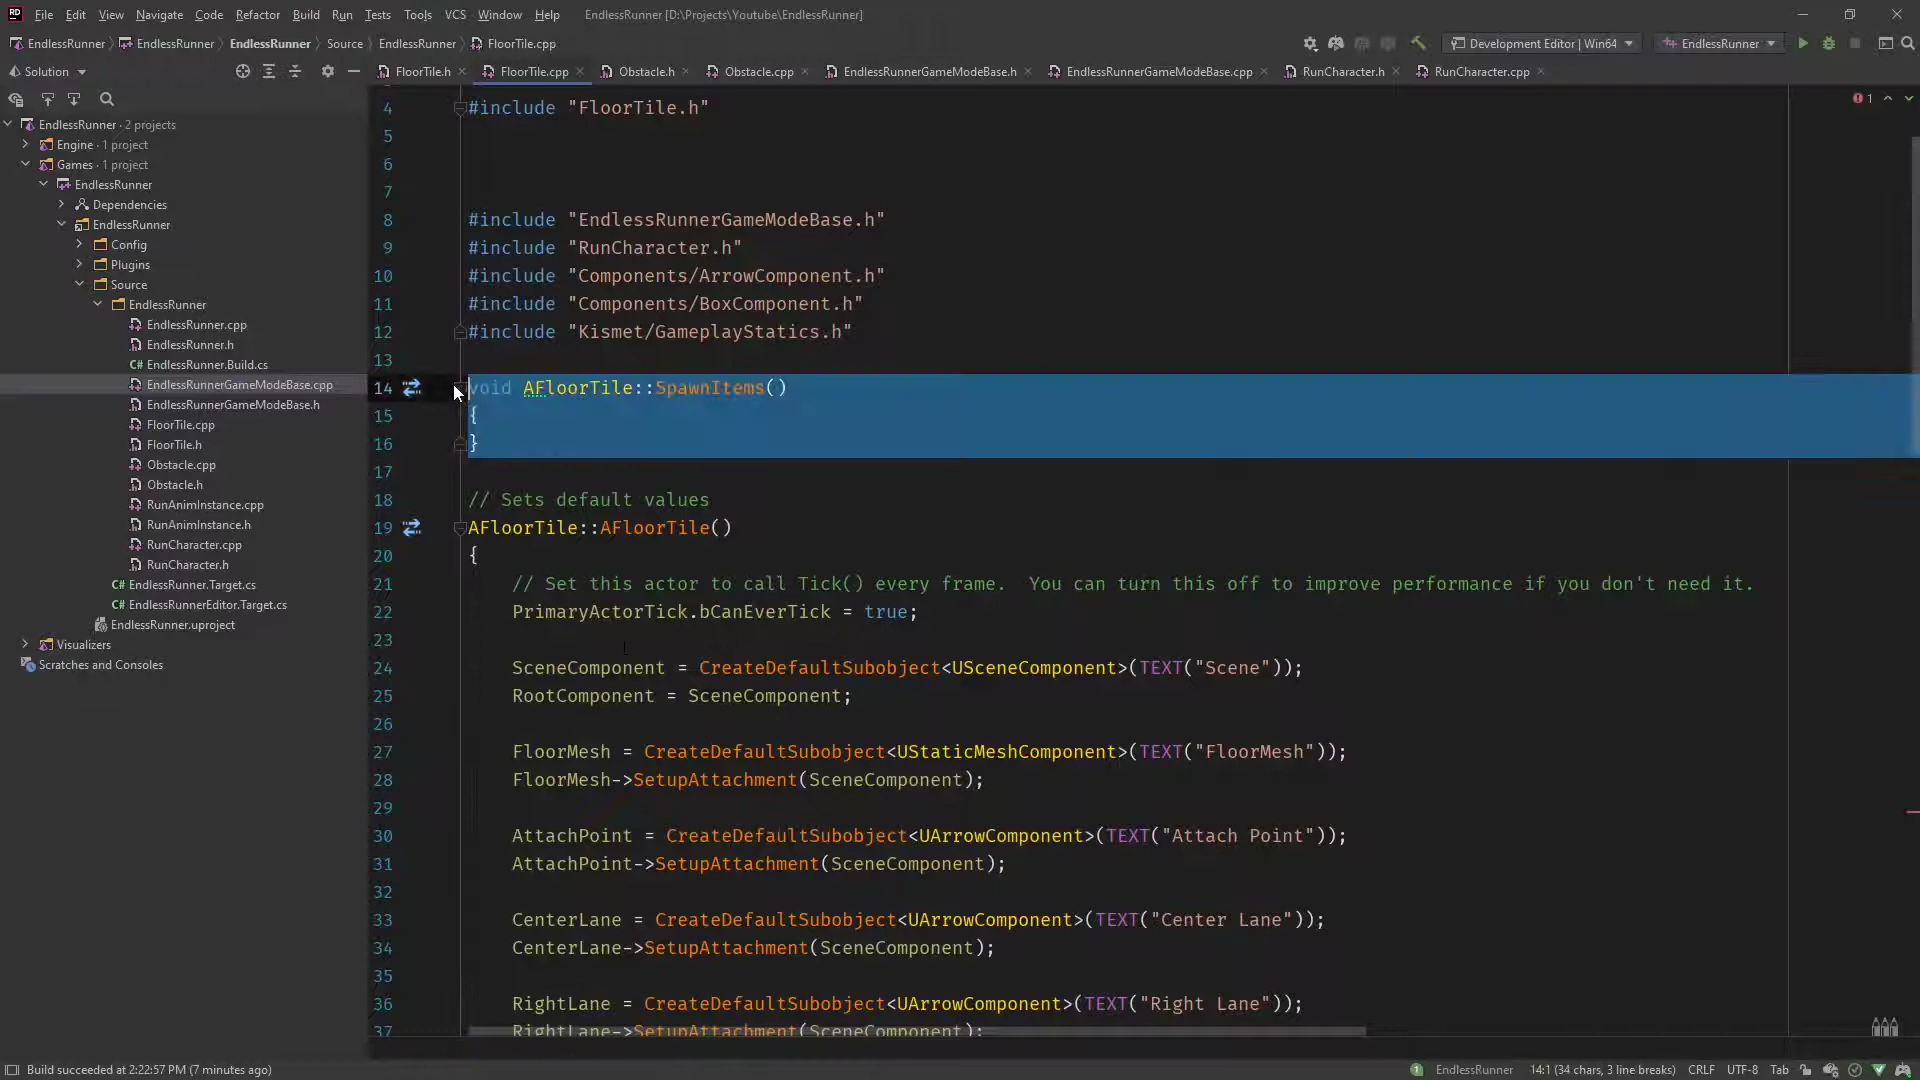 RD File Edit View Navigate Code Refactor Build Run Tests Tools VCS Window Help EndlessRunner [D:\Projects\Youtube\EndlessRunner]
EndlessRunner EndlessRunner EndlessRunner Source EndlessRunner FloorTile.cpp Development Editor | Win64 EndlessRunner
Solution FloorTile.h FloorTile.cpp Obstacle.h Obstacle.cpp EndlessRunnerGameModeBase.h EndlessRunnerGameModeBase.cpp RunCharacter.h RunCharacter.cpp
EndlessRunner · 2 projects
Engine · 1 project
Games · 1 project
EndlessRunner
Dependencies
EndlessRunner
Config
Plugins
Source
EndlessRunner
EndlessRunner.cpp
EndlessRunner.h
C# EndlessRunner.Build.cs
EndlessRunnerGameModeBase.cpp
EndlessRunnerGameModeBase.h
FloorTile.cpp
FloorTile.h
Obstacle.cpp
Obstacle.h
RunAnimInstance.cpp
RunAnimInstance.h
RunCharacter.cpp
RunCharacter.h
C# EndlessRunner.Target.cs
C# EndlessRunnerEditor.Target.cs
EndlessRunner.uproject
Visualizers
Scratches and Consoles
1
4 #include "FloorTile.h"
5
6
7
8 #include "EndlessRunnerGameModeBase.h"
9 #include "RunCharacter.h"
10 #include "Components/ArrowComponent.h"
11 #include "Components/BoxComponent.h"
12 #include "Kismet/GameplayStatics.h"
13
14 void AFloorTile::SpawnItems()
15 {
16 }
17
18 // Sets default values
19 AFloorTile::AFloorTile()
20 {
21 // Set this actor to call Tick() every frame.  You can turn this off to improve performance if you don't need it.
22 PrimaryActorTick.bCanEverTick = true;
23
24 SceneComponent = CreateDefaultSubobject<USceneComponent>(TEXT("Scene"));
25 RootComponent = SceneComponent;
26
27 FloorMesh = CreateDefaultSubobject<UStaticMeshComponent>(TEXT("FloorMesh"));
28 FloorMesh->SetupAttachment(SceneComponent);
29
30 AttachPoint = CreateDefaultSubobject<UArrowComponent>(TEXT("Attach Point"));
31 AttachPoint->SetupAttachment(SceneComponent);
32
33 CenterLane = CreateDefaultSubobject<UArrowComponent>(TEXT("Center Lane"));
34 CenterLane->SetupAttachment(SceneComponent);
35
36 RightLane = CreateDefaultSubobject<UArrowComponent>(TEXT("Right Lane"));
37 RightLane->SetupAttachment(SceneComponent);
Build succeeded at 2:22:57 PM (7 minutes ago) 1 EndlessRunner 14:1 (34 chars, 3 line breaks) CRLF UTF-8 Tab